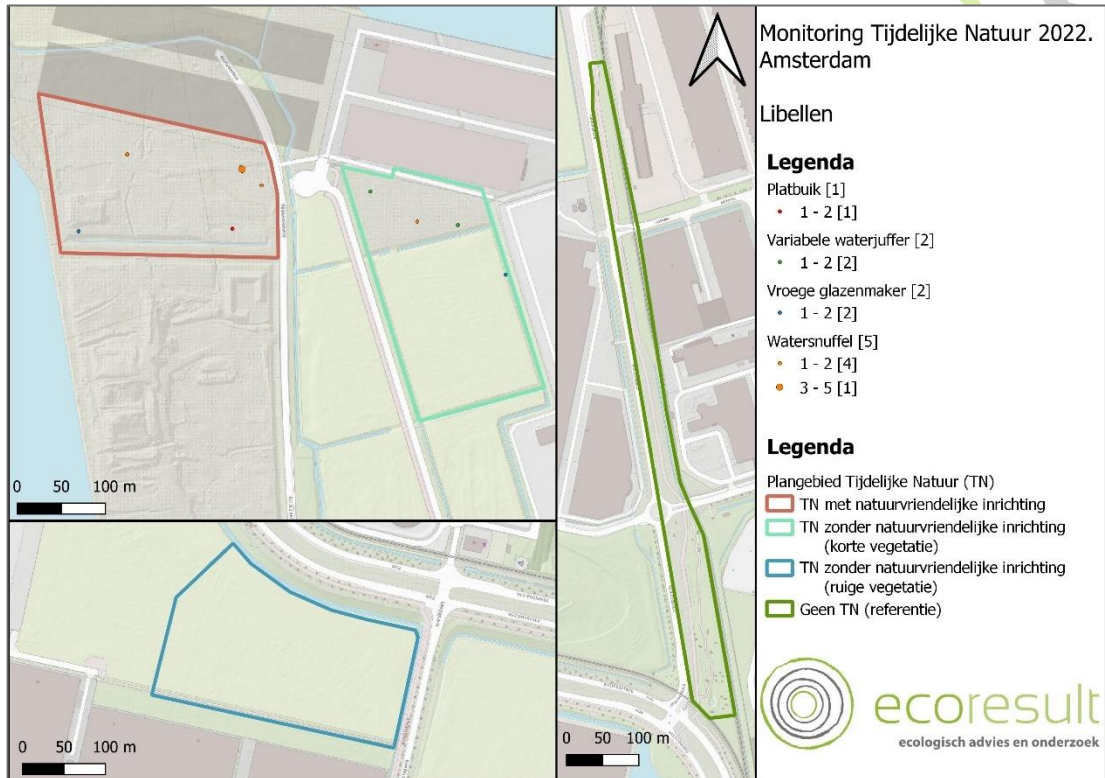 Monitoring Tijdelijke Natuur 2022.
Amsterdam
Libellen
Legenda
Platbuik [1]
1 - 2 [1]
Variabele waterjuffer [2]
1 - 2 [2]
Vroege glazenmaker [2]
1 - 2 [2]
Watersnuffel [5]
1 - 2 [4]
3 - 5 [1]
Legenda
Plangebied Tijdelijke Natuur (TN)
TN met natuurvriendelijke inrichting
TN zonder natuurvriendelijke inrichting
(korte vegetatie)
TN zonder natuurvriendelijke inrichting
(ruige vegetatie)
Geen TN (referentie)
ecoresult
ecologisch advies en onderzoek
0 50 100 m
0 50 100 m
0 50 100 m